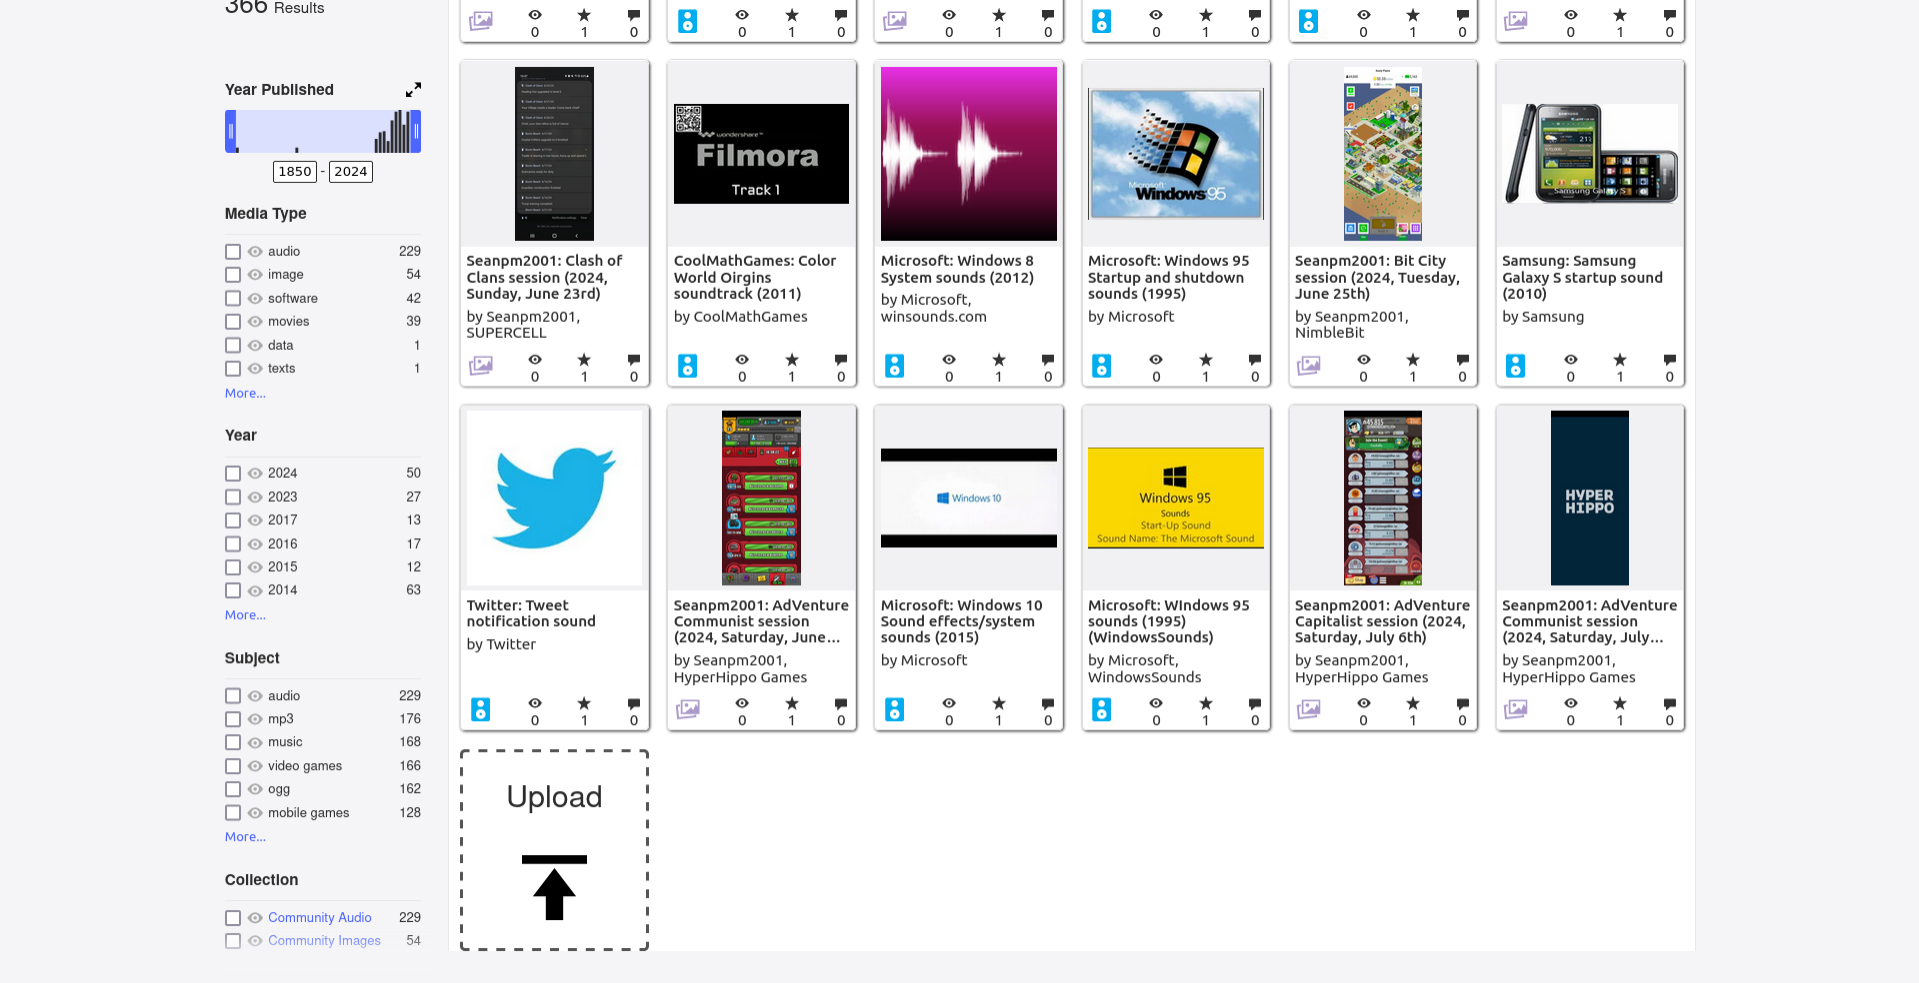 366 Results
Year Published
1850 - 2024
Media Type
audio 229
image 54
software 42
movies 39
data 1
texts 1
More...
Year
2024 50
2023 27
2017 13
2016 17
2015 12
2014 63
More...
Subject
audio 229
mp3 176
music 168
video games 166
ogg 162
mobile games 128
More...
Collection
Community Audio 229
Community Images 54
0 1 0
0 1 0
0 1 0
0 1 0
0 1 0
0 1 0
Seanpm2001: Clash of
Clans session (2024,
Sunday, June 23rd)
by Seanpm2001,
SUPERCELL
0 1 0
wondershare™
Filmora
Track 1
CoolMathGames: Color
World Oirgins
soundtrack (2011)
by CoolMathGames
0 1 0
Microsoft: Windows 8
System sounds (2012)
by Microsoft,
winsounds.com
0 1 0
Microsoft
Windows95
Microsoft: Windows 95
Startup and shutdown
sounds (1995)
by Microsoft
0 1 0
Seanpm2001: Bit City
session (2024, Tuesday,
June 25th)
by Seanpm2001,
NimbleBit
0 1 0
Samsung Galaxy S
Samsung: Samsung
Galaxy S startup sound
(2010)
by Samsung
0 1 0
Twitter: Tweet
notification sound
by Twitter
0 1 0
Seanpm2001: AdVenture
Communist session
(2024, Saturday, June...
by Seanpm2001,
HyperHippo Games
0 1 0
Windows 10
Microsoft: Windows 10
Sound effects/system
sounds (2015)
by Microsoft
0 1 0
Windows 95
Sounds
Start-Up Sound
Sound Name: The Microsoft Sound
Microsoft: WIndows 95
sounds (1995)
(WindowsSounds)
by Microsoft,
WindowsSounds
0 1 0
Seanpm2001: AdVenture
Capitalist session (2024,
Saturday, July 6th)
by Seanpm2001,
HyperHippo Games
0 1 0
HYPER
HIPPO
Seanpm2001: AdVenture
Communist session
(2024, Saturday, July...
by Seanpm2001,
HyperHippo Games
0 1 0
Upload